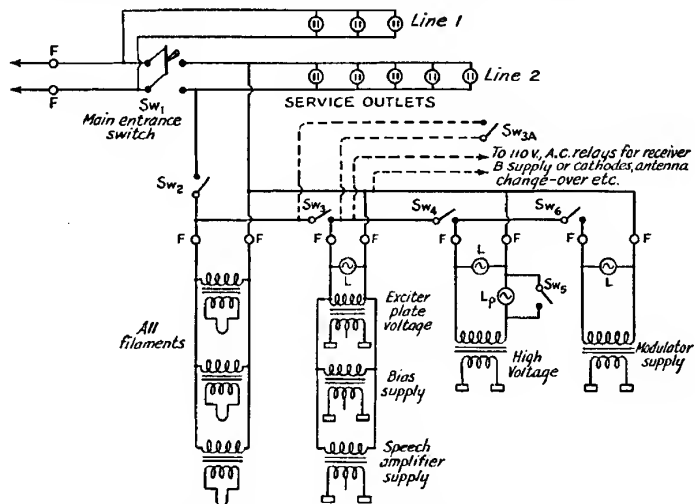 Line 1
F
Line 2
F
Sw1
Main entrance
switch
SERVICE OUTLETS
Sw3A
To 110 v., A.C. relays for receiver
B supply or cathodes, antenna
change-over etc.
Sw2
Sw3
Sw4
Sw6
F
F
F
F
F
F
F
F
L
L
L
Lp
Sw5
All
filaments
Exciter
plate
voltage
High
Voltage
Modulator
supply
Bias
supply
Speech
amplifier
supply